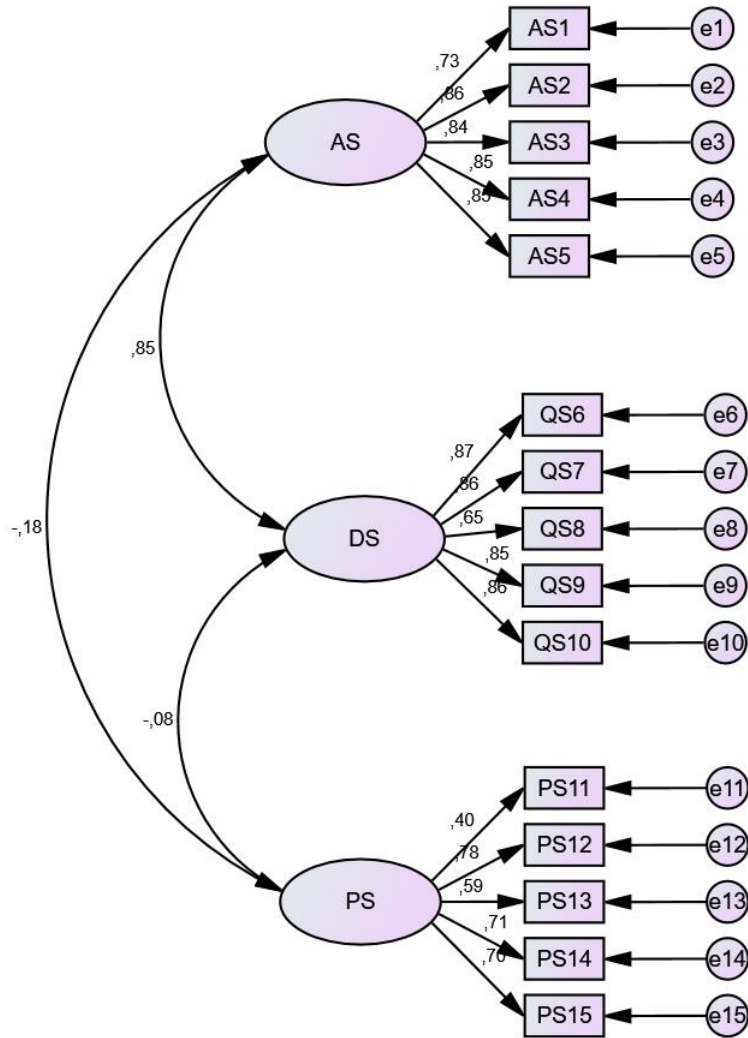 AS1
e1
,73
AS2
e2
,86
AS
AS3
e3
,84
AS4
e4
,85
AS5
e5
,85
,85
QS6
e6
,87
QS7
e7
,86
DS
QS8
e8
,65
QS9
e9
,85
QS10
e10
,86
-,18
-,08
PS11
e11
,40
PS12
e12
,78
PS
PS13
e13
,59
PS14
e14
,71
PS15
e15
,70